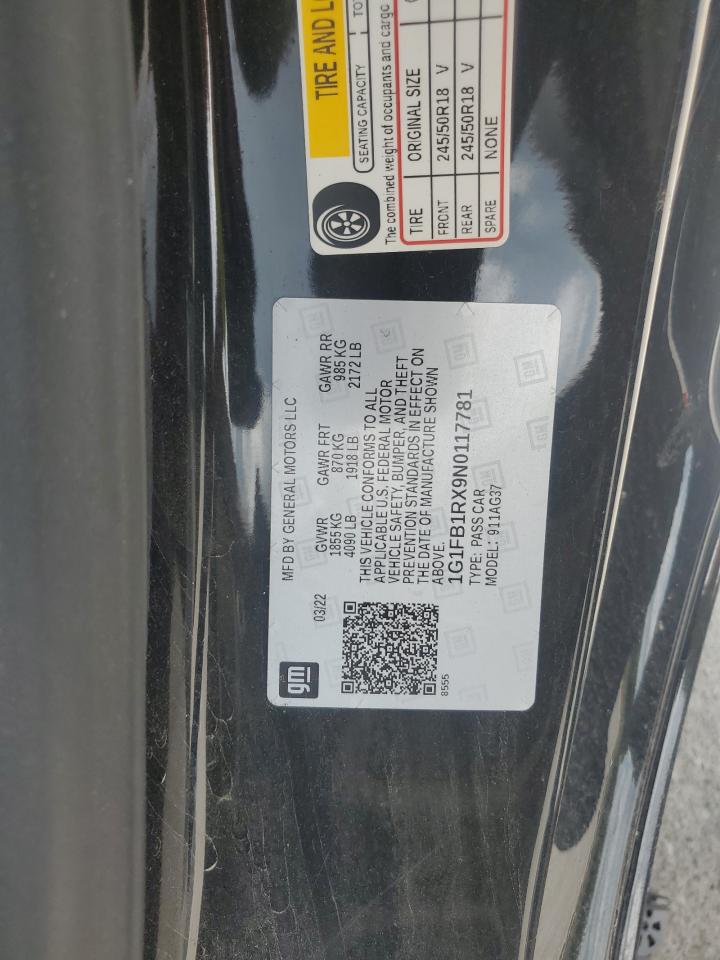 TIRE AND
SEATING CAPACITY
The combined weight of occupants and cargo
TIRE ORIGINAL SIZE
FRONT 245/50R18 V
REAR 245/50R18 V
SPARE NONE
gm
MFD BY GENERAL MOTORS LLC
03/22 GVWR GAWR FRT GAWR RR
1855 KG 870 KG 985 KG
4090 LB 1918 LB 2172 LB
THIS VEHICLE CONFORMS TO ALL
APPLICABLE U.S. FEDERAL MOTOR
VEHICLE SAFETY, BUMPER, AND THEFT
PREVENTION STANDARDS IN EFFECT ON
THE DATE OF MANUFACTURE SHOWN
ABOVE.
1G1FB1RX9N0117781
TYPE: PASS CAR
MODEL: 911AG37
8555